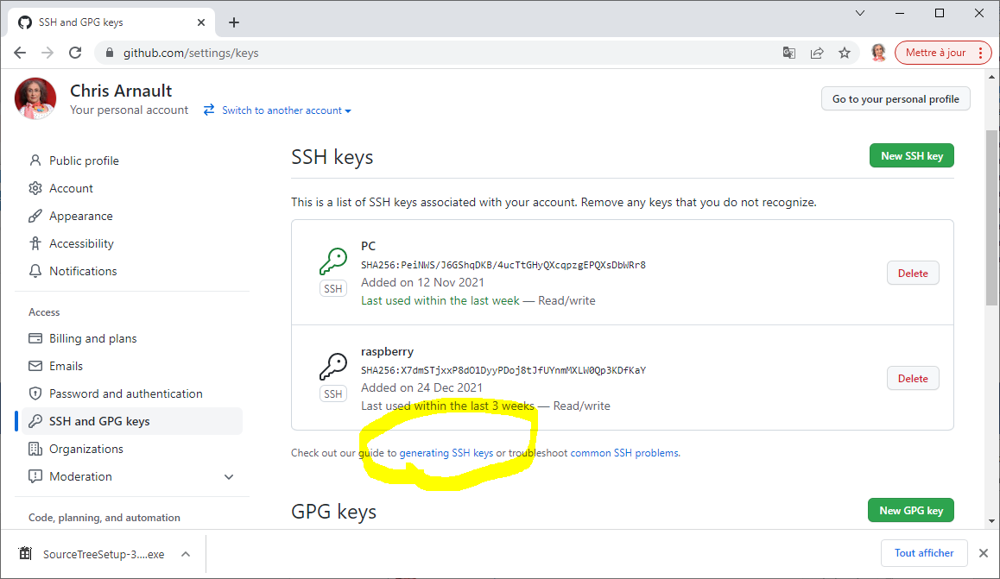 SSH and GPG keys
github.com/settings/keys
Mettre à jour
Chris Arnault
Your personal account
Switch to another account
Go to your personal profile
Public profile
Account
Appearance
Accessibility
Notifications
Access
Billing and plans
Emails
Password and authentication
SSH and GPG keys
Organizations
Moderation
Code, planning, and automation
SSH keys
New SSH key
This is a list of SSH keys associated with your account. Remove any keys that you do not recognize.
PC
SHA256:PeiNWS/J6GShqDKB/4ucTtGHyQXcqpzgEPQXsDbWRr8
SSH
Added on 12 Nov 2021
Last used within the last week — Read/write
Delete
raspberry
SHA256:X7dmSTjxxP8dO1DyyPDoj8tJfUYnmMXLW0Qp3KDfKaY
SSH
Added on 24 Dec 2021
Last used within the last 3 weeks — Read/write
Delete
Check out our guide to generating SSH keys or troubleshoot common SSH problems.
GPG keys
New GPG key
SourceTreeSetup-3....exe
Tout afficher